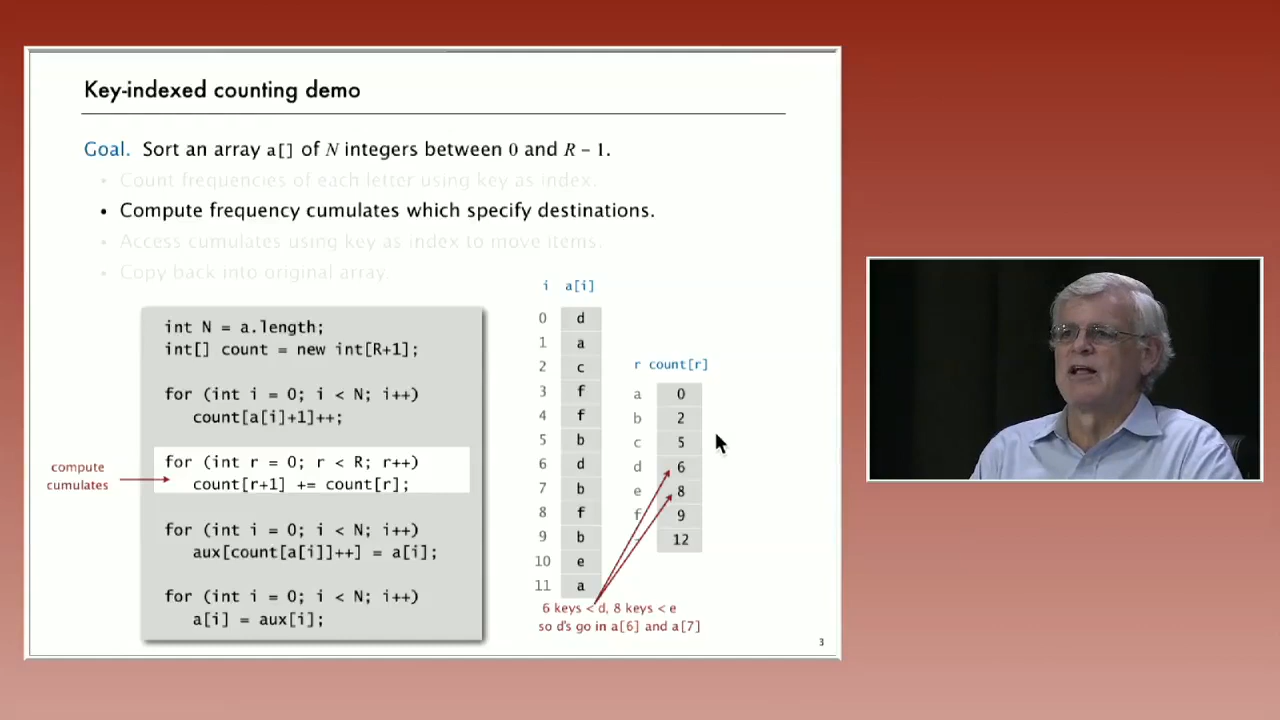 Key-indexed counting demo
Goal. Sort an array a[] of N integers between 0 and R – 1.
• Count frequencies of each letter using key as index.
• Compute frequency cumulates which specify destinations.
• Access cumulates using key as index to move items.
• Copy back into original array.
int N = a.length;
int[] count = new int[R+1];
for (int i = 0; i < N; i++)
count[a[i]+1]++;
compute
cumulates
for (int r = 0; r < R; r++)
count[r+1] += count[r];
for (int i = 0; i < N; i++)
aux[count[a[i]]++] = a[i];
for (int i = 0; i < N; i++)
a[i] = aux[i];
i a[i]
0 d
1 a
2 c
3 f
4 f
5 b
6 d
7 b
8 f
9 b
10 e
11 a
r count[r]
a 0
b 2
c 5
d 6
e 8
f 9
- 12
6 keys < d, 8 keys < e
so d's go in a[6] and a[7]
3